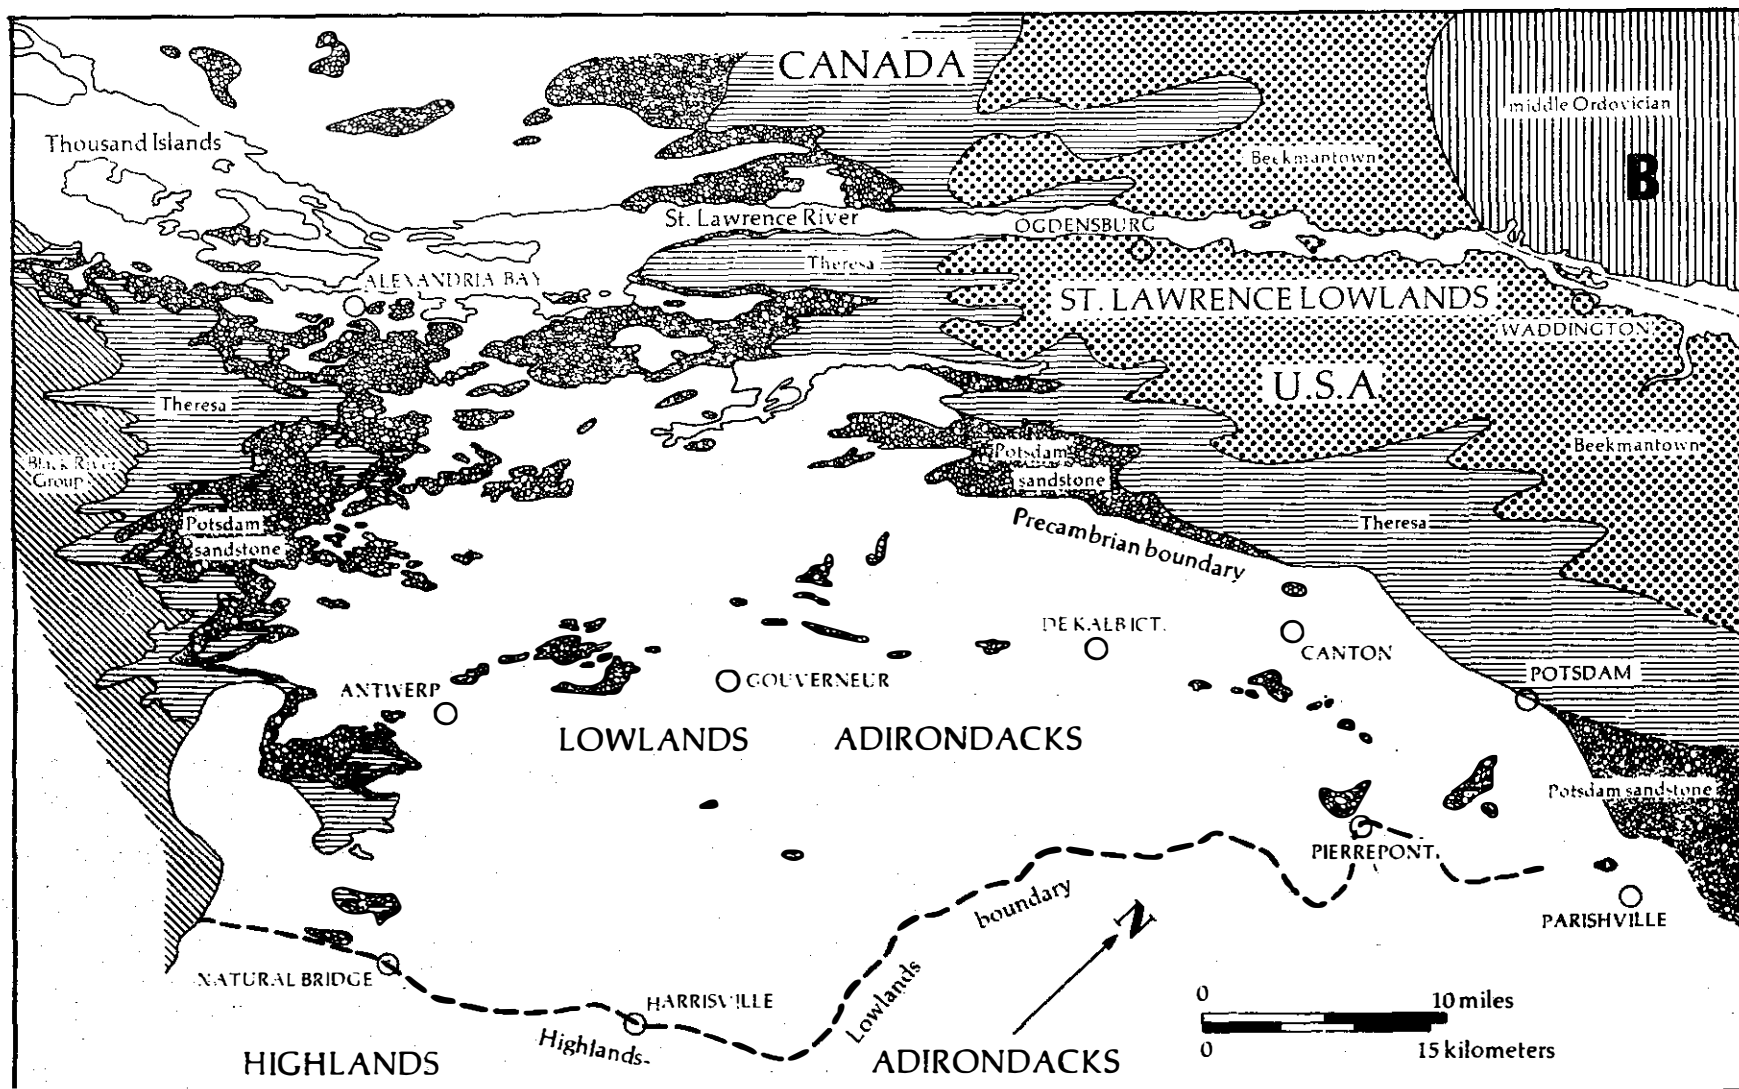 CANADA
middle Ordovician
Thousand Islands
Beekmantown
B
St. Lawrence River
OGDENSBURG
Theresa
ALEXANDRIA BAY
ST. LAWRENCE LOWLANDS
WADDINGTON
U.S.A.
Theresa
Beekmantown
Black River
Group
Potsdam
sandstone
Potsdam
sandstone
Precambrian boundary
Theresa
DE KALB JCT.
CANTON
POTSDAM
ANTWERP
GOUVERNEUR
LOWLANDS
ADIRONDACKS
Potsdam sandstone
PIERREPONT
boundary
N
PARISHVILLE
NATURAL BRIDGE
HARRISVILLE
Lowlands
Highlands-
0
10 miles
0
15 kilometers
HIGHLANDS
ADIRONDACKS